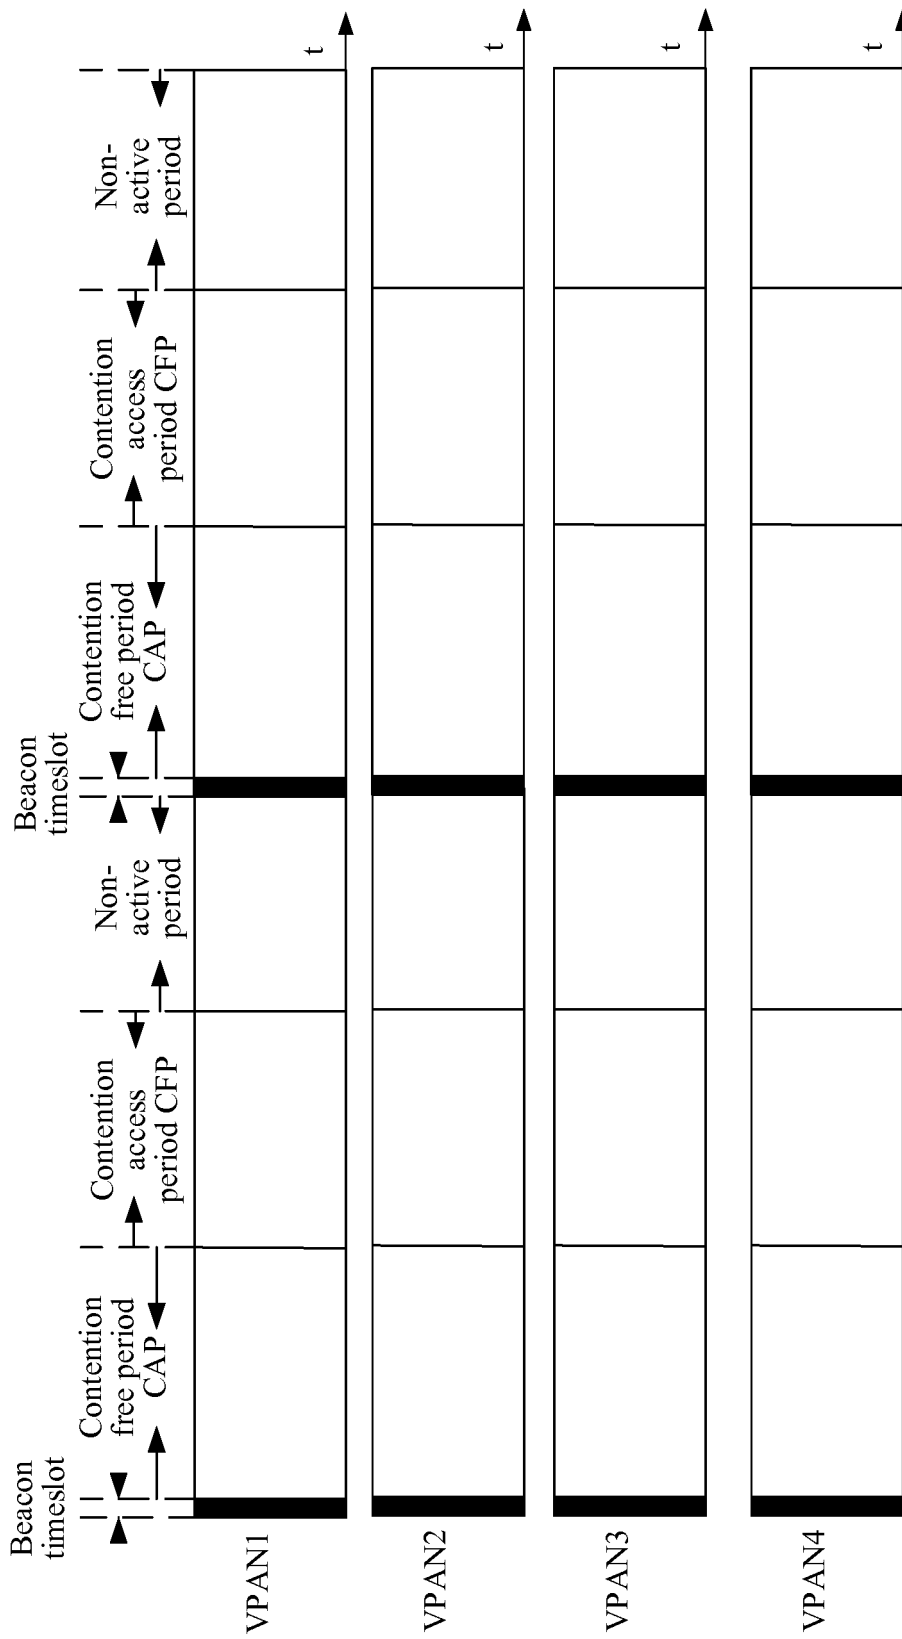 Beacon
timeslot
Contention
free period
CAP
Contention
access
period CFP
Non-
active
period
Beacon
timeslot
Contention
free period
CAP
Contention
access
period CFP
Non-
active
period
VPAN1
t
VPAN2
t
VPAN3
t
VPAN4
t